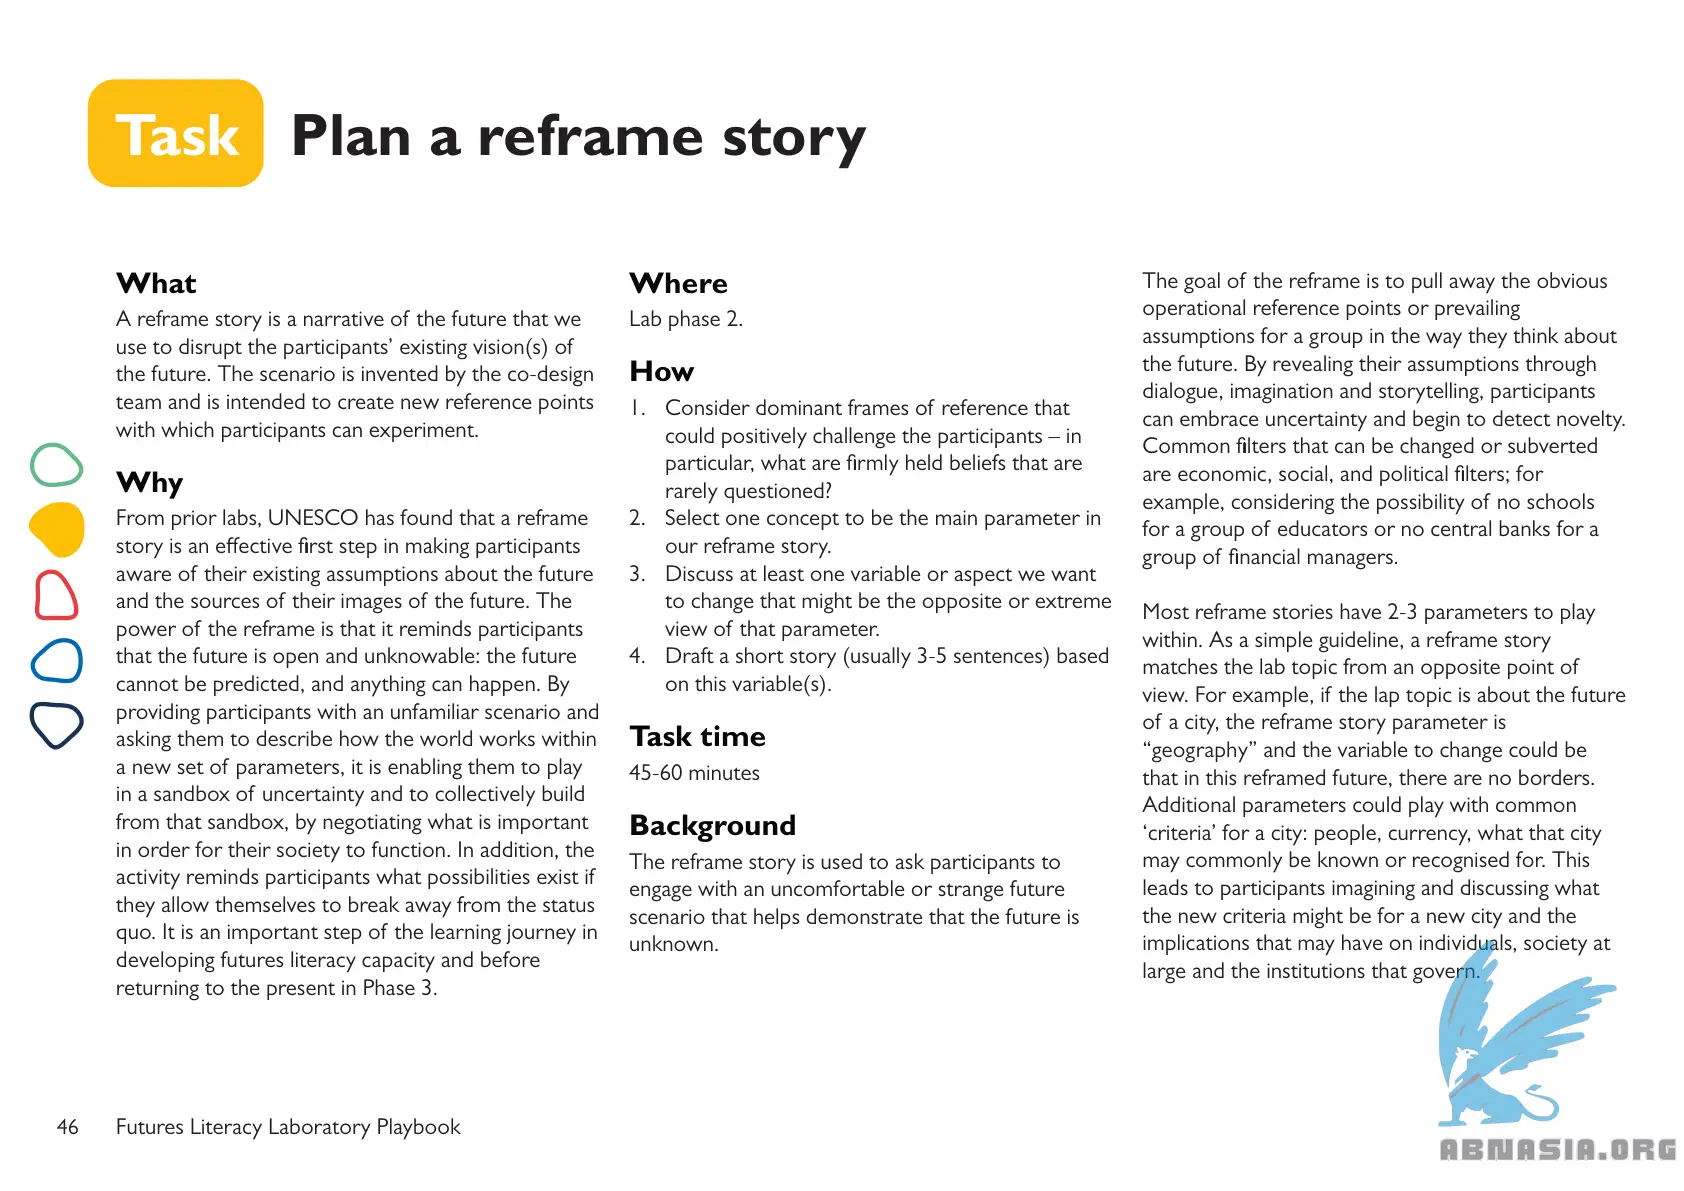 Task
Plan a reframe story
What
A reframe story is a narrative of the future that we
use to disrupt the participants’ existing vision(s) of
the future. The scenario is invented by the co-design
team and is intended to create new reference points
with which participants can experiment.
Why
From prior labs, UNESCO has found that a reframe
story is an effective first step in making participants
aware of their existing assumptions about the future
and the sources of their images of the future. The
power of the reframe is that it reminds participants
that the future is open and unknowable: the future
cannot be predicted, and anything can happen. By
providing participants with an unfamiliar scenario and
asking them to describe how the world works within
a new set of parameters, it is enabling them to play
in a sandbox of uncertainty and to collectively build
from that sandbox, by negotiating what is important
in order for their society to function. In addition, the
activity reminds participants what possibilities exist if
they allow themselves to break away from the status
quo. It is an important step of the learning journey in
developing futures literacy capacity and before
returning to the present in Phase 3.
Where
Lab phase 2.
How
1. Consider dominant frames of reference that
could positively challenge the participants – in
particular, what are firmly held beliefs that are
rarely questioned?
2. Select one concept to be the main parameter in
our reframe story.
3. Discuss at least one variable or aspect we want
to change that might be the opposite or extreme
view of that parameter.
4. Draft a short story (usually 3-5 sentences) based
on this variable(s).
Task time
45-60 minutes
Background
The reframe story is used to ask participants to
engage with an uncomfortable or strange future
scenario that helps demonstrate that the future is
unknown.
The goal of the reframe is to pull away the obvious
operational reference points or prevailing
assumptions for a group in the way they think about
the future. By revealing their assumptions through
dialogue, imagination and storytelling, participants
can embrace uncertainty and begin to detect novelty.
Common filters that can be changed or subverted
are economic, social, and political filters; for
example, considering the possibility of no schools
for a group of educators or no central banks for a
group of financial managers.
Most reframe stories have 2-3 parameters to play
within. As a simple guideline, a reframe story
matches the lab topic from an opposite point of
view. For example, if the lap topic is about the future
of a city, the reframe story parameter is
“geography” and the variable to change could be
that in this reframed future, there are no borders.
Additional parameters could play with common
‘criteria’ for a city: people, currency, what that city
may commonly be known or recognised for. This
leads to participants imagining and discussing what
the new criteria might be for a new city and the
implications that may have on individuals, society at
large and the institutions that govern.
46 Futures Literacy Laboratory Playbook
ABNASIA.ORG